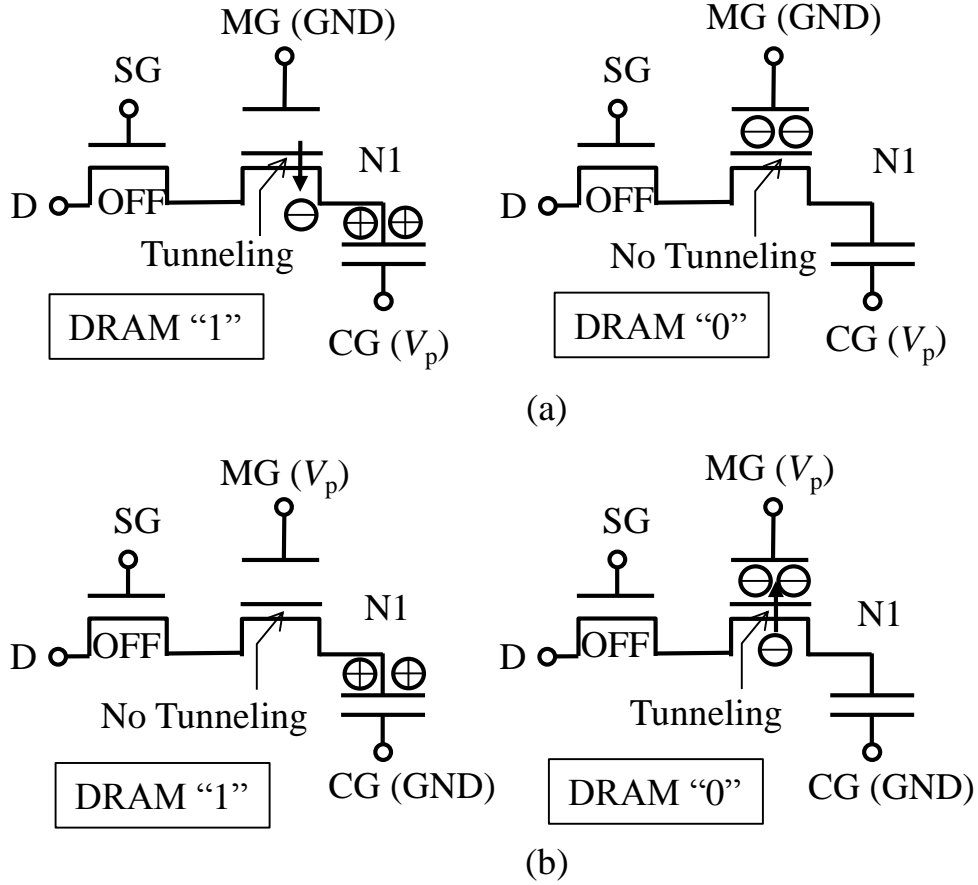 MG (GND)
SG
N1
D
OFF
Tunneling
DRAM “1”
CG (Vp)
MG (GND)
SG
N1
D
OFF
No Tunneling
DRAM “0”
CG (Vp)
(a)
MG (Vp)
SG
N1
D
OFF
No Tunneling
DRAM “1”
CG (GND)
MG (Vp)
SG
N1
D
OFF
Tunneling
DRAM “0”
CG (GND)
(b)